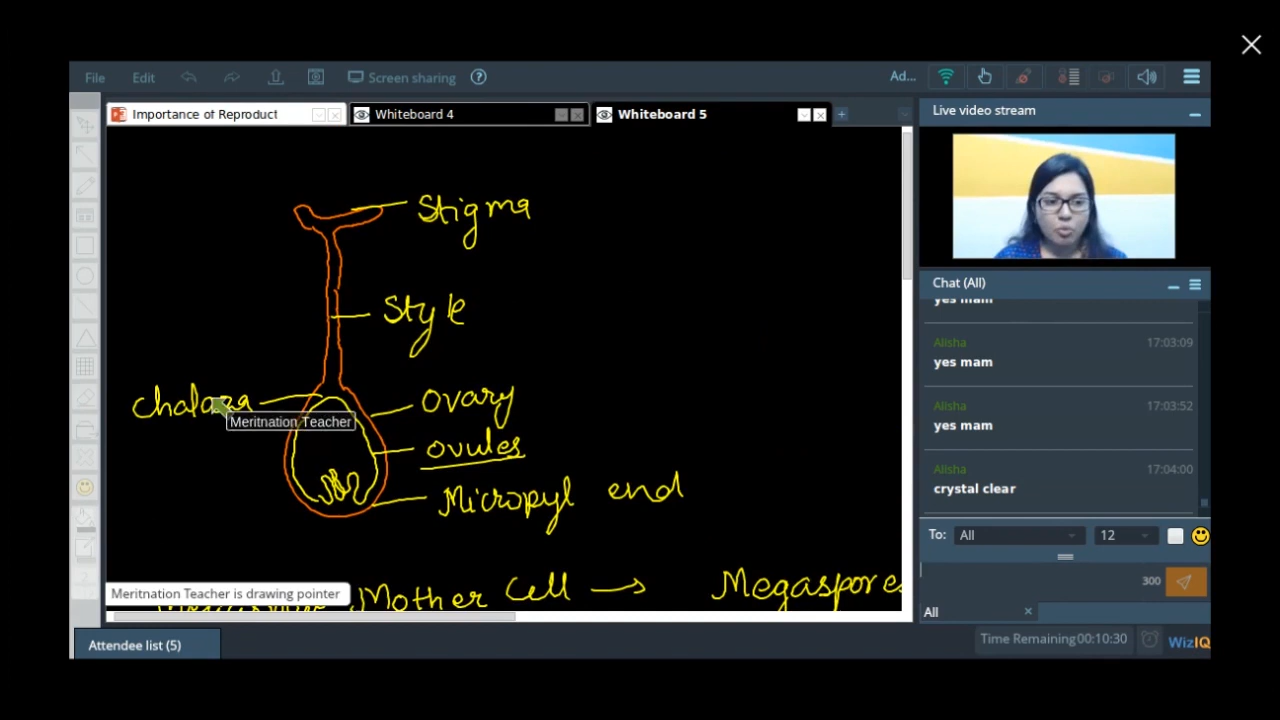 File Edit Screen sharing Ad...
Importance of Reproduct Whiteboard 4 Whiteboard 5
Live video stream
Stigma
Style
chalaza
Meritnation Teacher
ovary
ovules
Micropyl end
Mother Cell → Megaspores
Meritnation Teacher is drawing pointer
Chat (All)
yes mam
Alisha 17:03:09
yes mam
Alisha 17:03:52
yes mam
Alisha 17:04:00
crystal clear
To: All 12
300
All
Attendee list (5)
Time Remaining 00:10:30
WizIQ